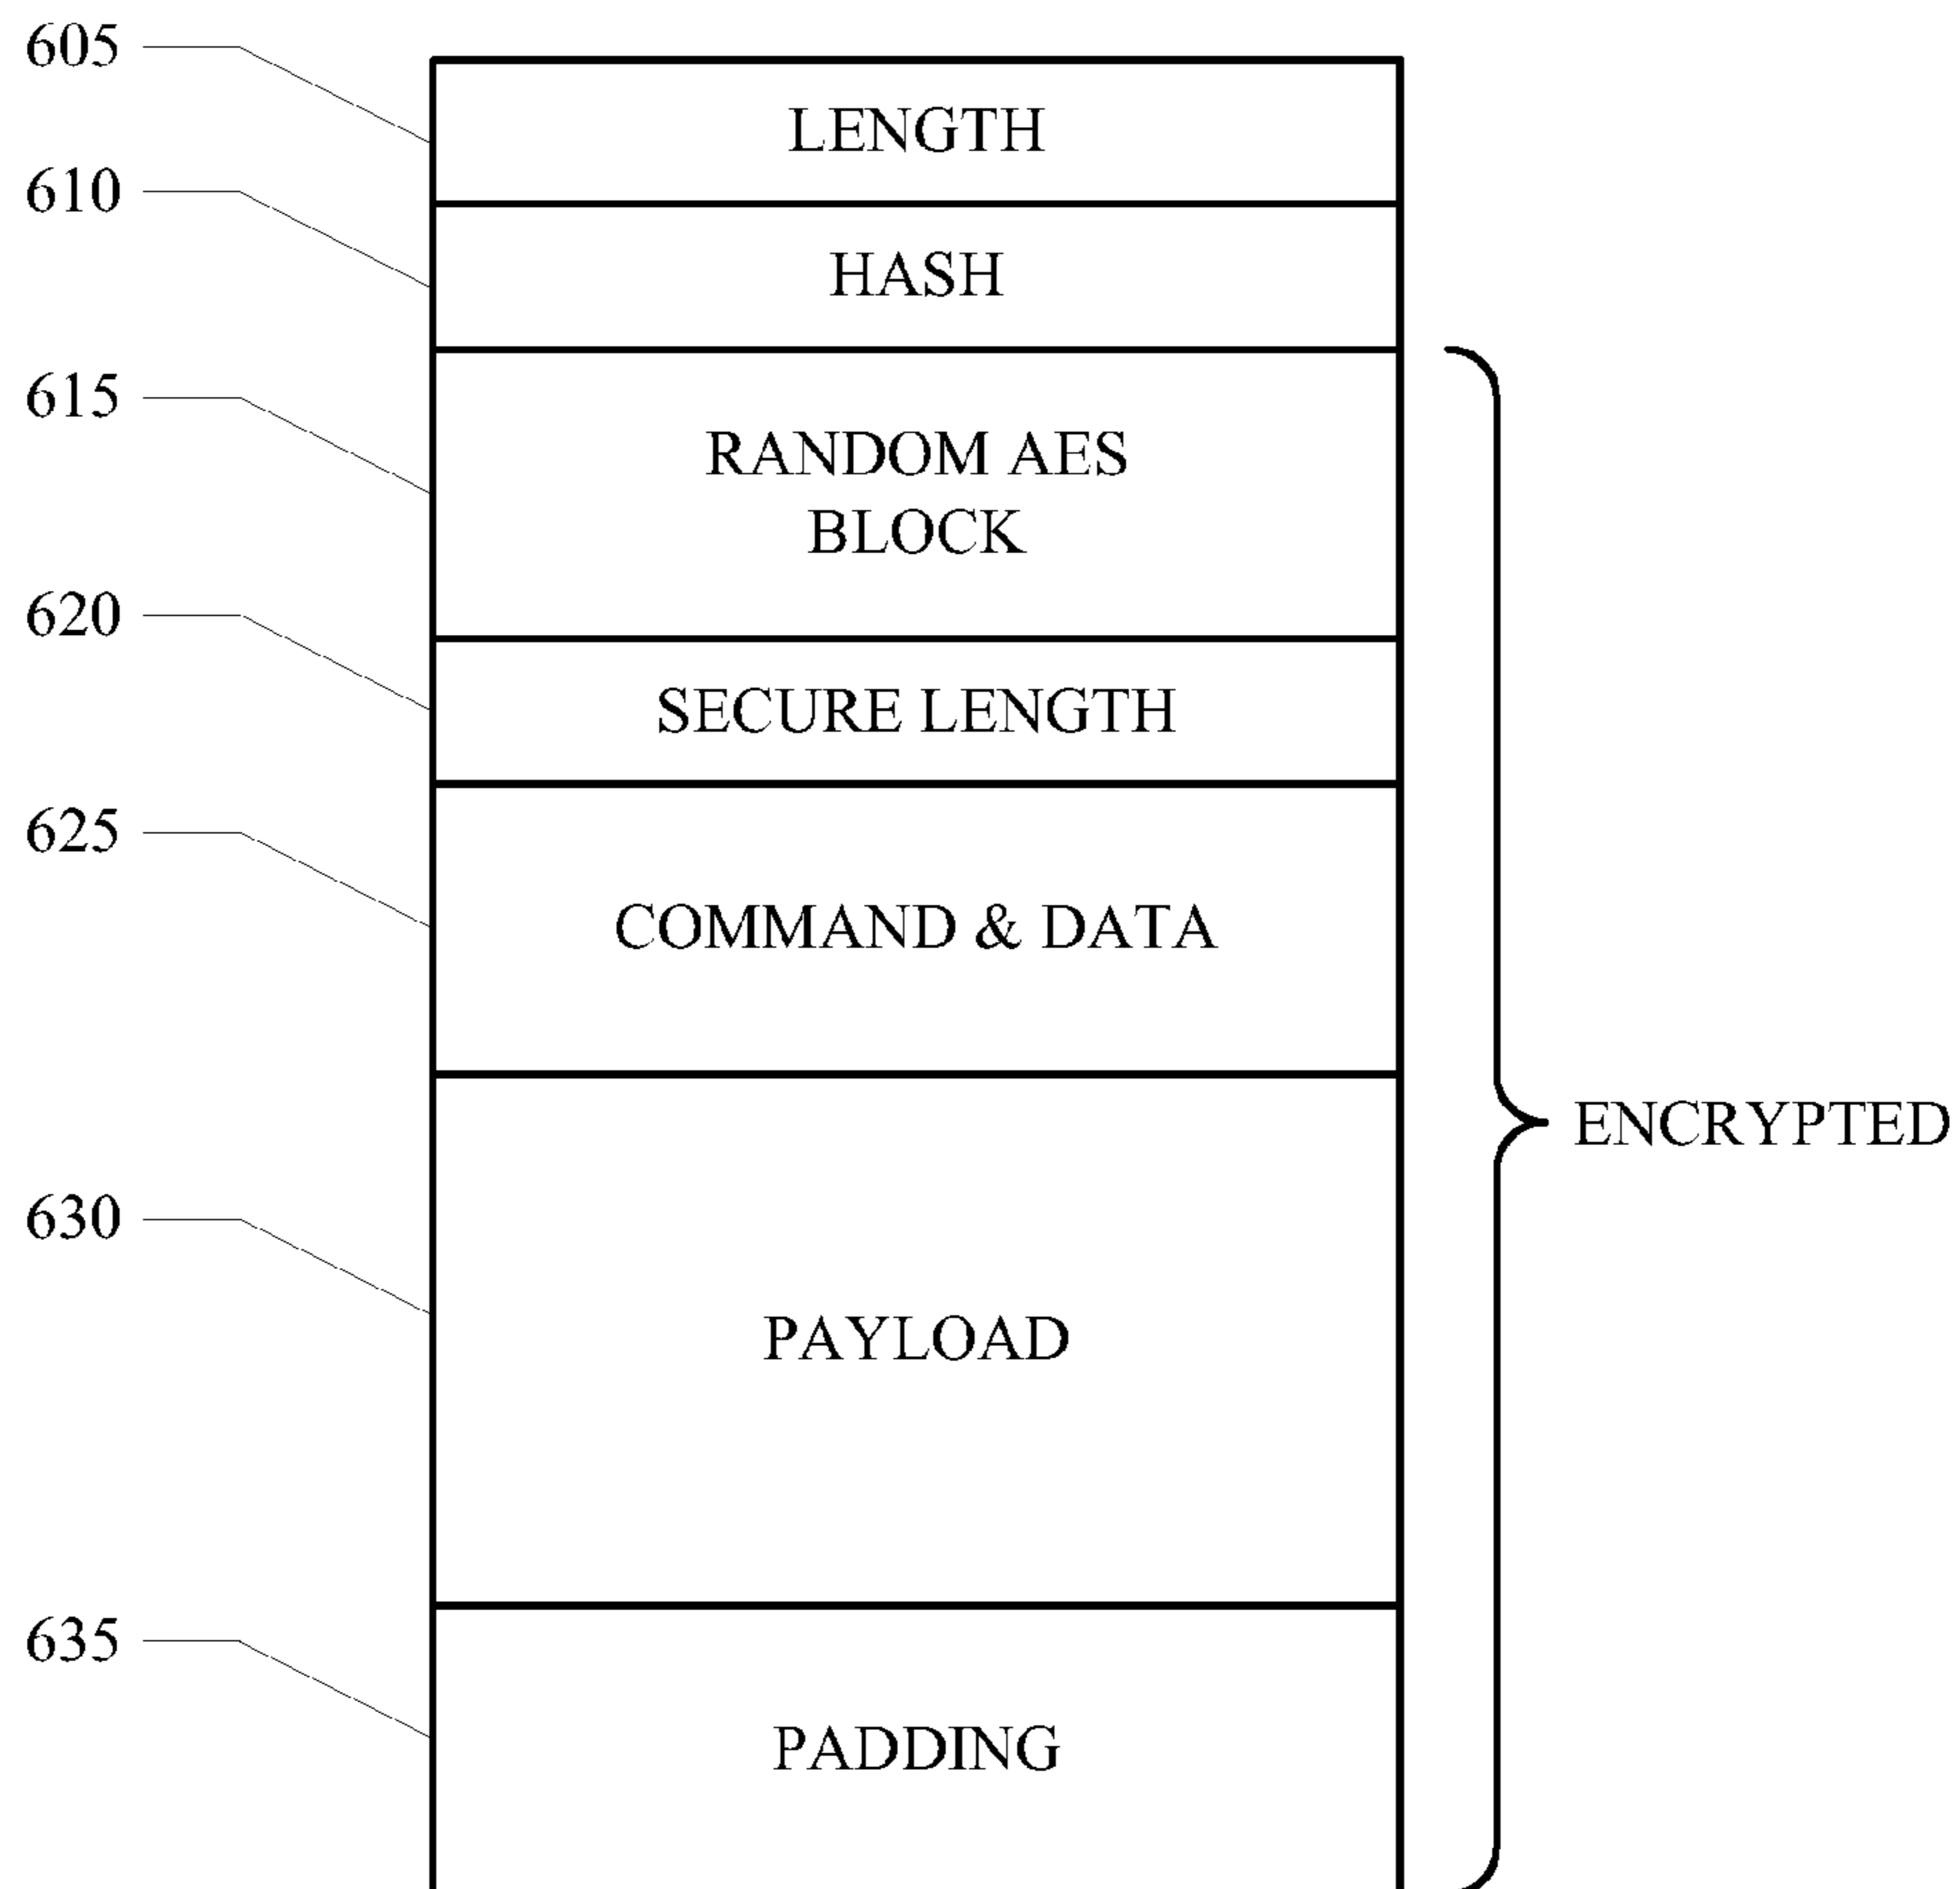 605
LENGTH
610
HASH
615
RANDOM AES
BLOCK
620
SECURE LENGTH
625
COMMAND & DATA
ENCRYPTED
630
PAYLOAD
635
PADDING